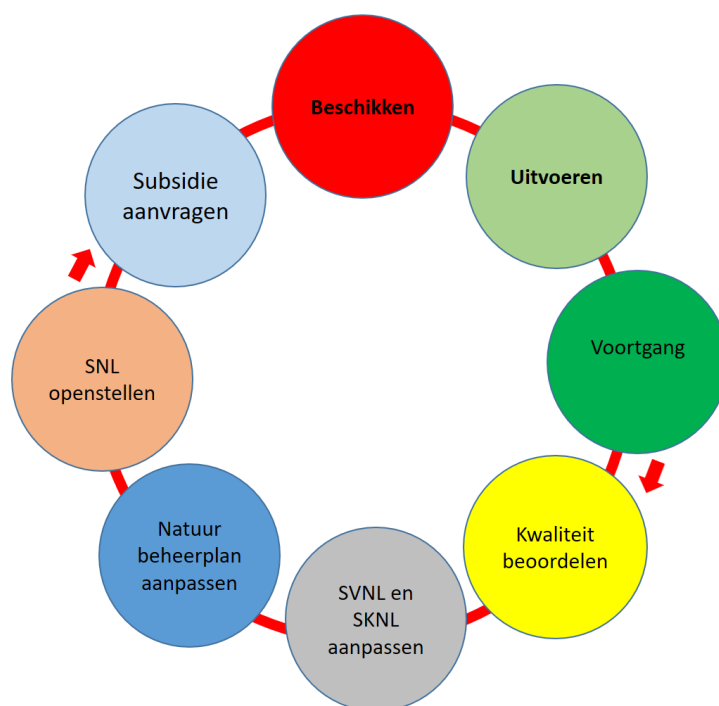 Beschikken
Uitvoeren
Voortgang
Kwaliteit
beoordelen
SVNL en
SKNL
aanpassen
Natuur
beheerplan
aanpassen
SNL
openstellen
Subsidie
aanvragen